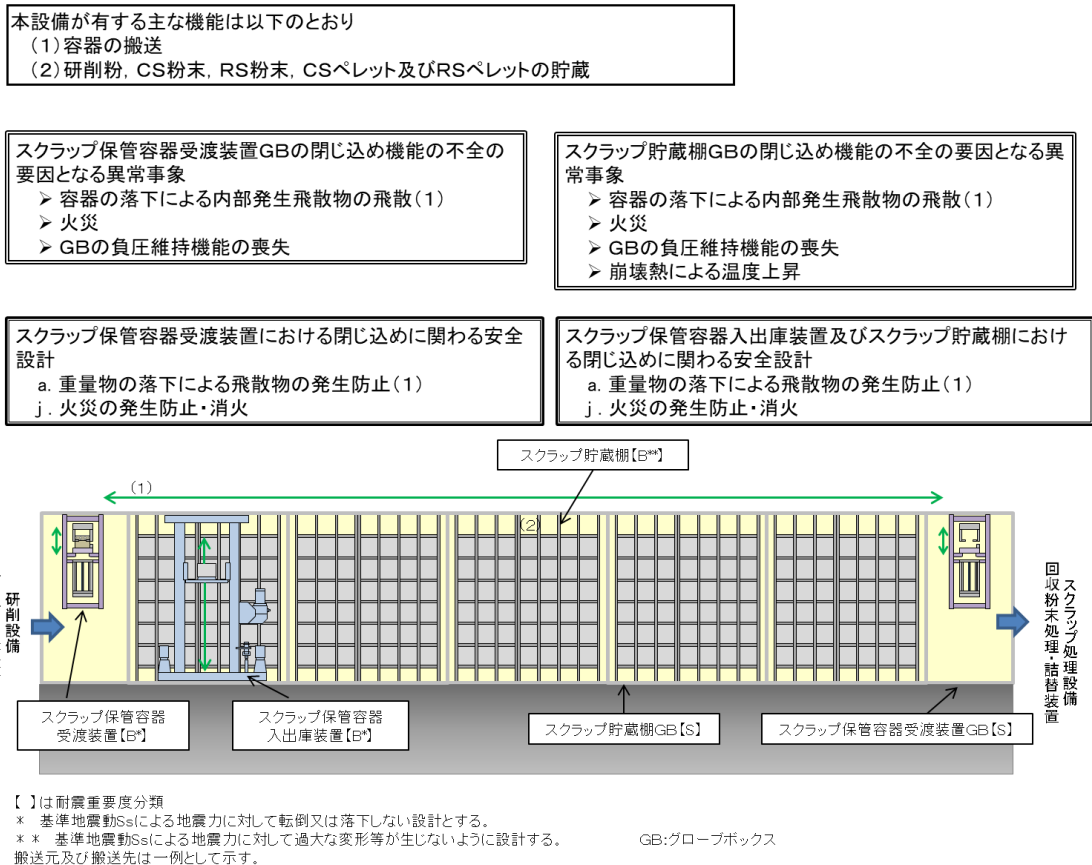 本設備が有する主な機能は以下のとおり
(1)容器の搬送
(2)研削粉, CS粉末, RS粉末, CSペレット及びRSペレットの貯蔵
スクラップ保管容器受渡装置GBの閉じ込め機能の不全の
要因となる異常事象
➢ 容器の落下による内部発生飛散物の飛散(1)
➢ 火災
➢ GBの負圧維持機能の喪失
スクラップ貯蔵棚GBの閉じ込め機能の不全の要因となる異
常事象
➢ 容器の落下による内部発生飛散物の飛散(1)
➢ 火災
➢ GBの負圧維持機能の喪失
➢ 崩壊熱による温度上昇
スクラップ保管容器受渡装置における閉じ込めに関わる安全
設計
a. 重量物の落下による飛散物の発生防止(1)
j. 火災の発生防止・消火
スクラップ保管容器入出庫装置及びスクラップ貯蔵棚におけ
る閉じ込めに関わる安全設計
a. 重量物の落下による飛散物の発生防止(1)
j. 火災の発生防止・消火
スクラップ貯蔵棚【B**】
(1)
(2)
研削設備
スクラップ処理設備
回収粉末処理・詰替装置
スクラップ保管容器
受渡装置【B*】
スクラップ保管容器
入出庫装置【B*】
スクラップ貯蔵棚GB【S】
スクラップ保管容器受渡装置GB【S】
【 】は耐震重要度分類
* 基準地震動Ssによる地震力に対して転倒又は落下しない設計とする。
** 基準地震動Ssによる地震力に対して過大な変形等が生じないように設計する。
GB:グローブボックス
搬送元及び搬送先は一例として示す。